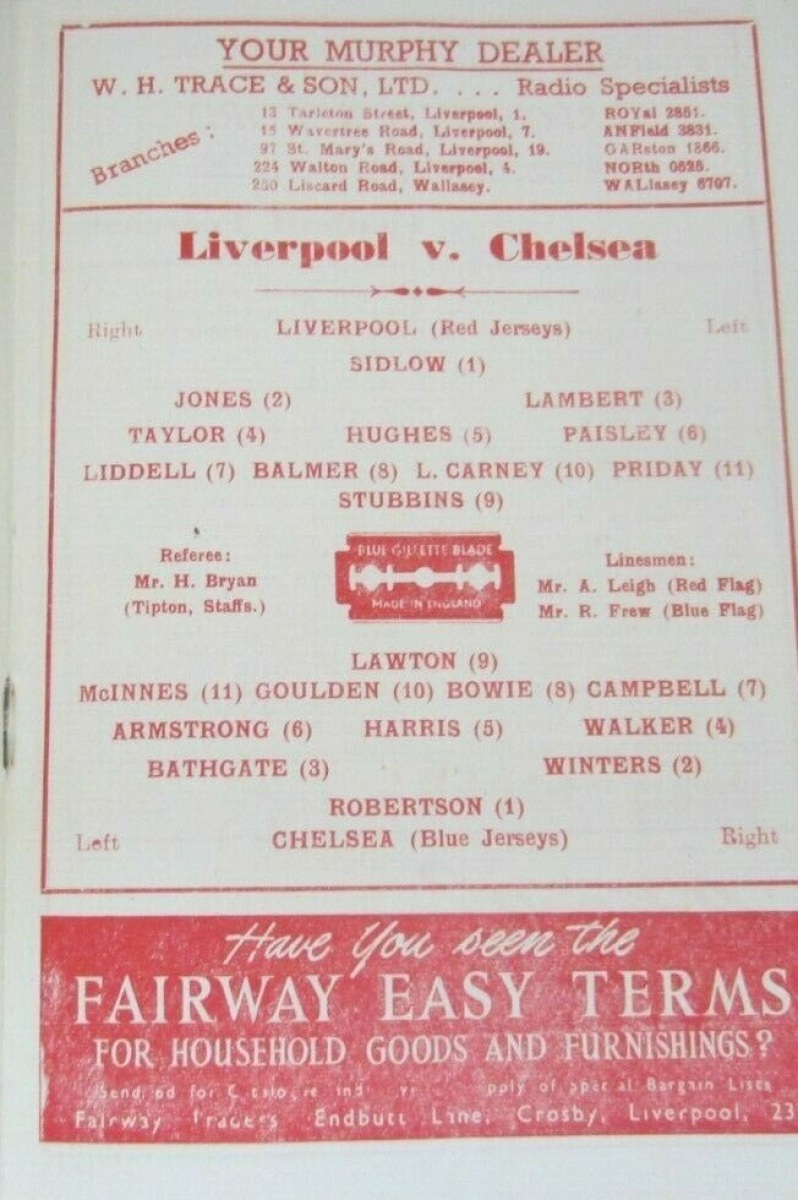 YOUR MURPHY DEALER
W. H. TRACE & SON, LTD. .... Radio Specialists
Branches:
13 Tarleton Street, Liverpool, 1. ROYal 2851.
15 Wavertree Road, Liverpool, 7. ANField 3831.
97 St. Mary's Road, Liverpool, 19. GARston 1866.
224 Walton Road, Liverpool, 4. NORth 0525.
250 Liscard Road, Wallasey. WALlasey 6707.
Liverpool v. Chelsea
Right LIVERPOOL (Red Jerseys) Left
SIDLOW (1)
JONES (2) LAMBERT (3)
TAYLOR (4) HUGHES (5) PAISLEY (6)
LIDDELL (7) BALMER (8) L. CARNEY (10) PRIDAY (11)
STUBBINS (9)
Referee:
Mr. H. Bryan
(Tipton, Staffs.)
BLUE GILLETTE BLADE
MADE IN ENGLAND
Linesmen:
Mr. A. Leigh (Red Flag)
Mr. R. Frew (Blue Flag)
LAWTON (9)
McINNES (11) GOULDEN (10) BOWIE (8) CAMPBELL (7)
ARMSTRONG (6) HARRIS (5) WALKER (4)
BATHGATE (3) WINTERS (2)
ROBERTSON (1)
Left CHELSEA (Blue Jerseys) Right
Have You seen the
FAIRWAY EASY TERMS
FOR HOUSEHOLD GOODS AND FURNISHINGS?
Send for of Bargain Lists
Fairway Traders Endbutt Lane, Crosby, Liverpool, 23